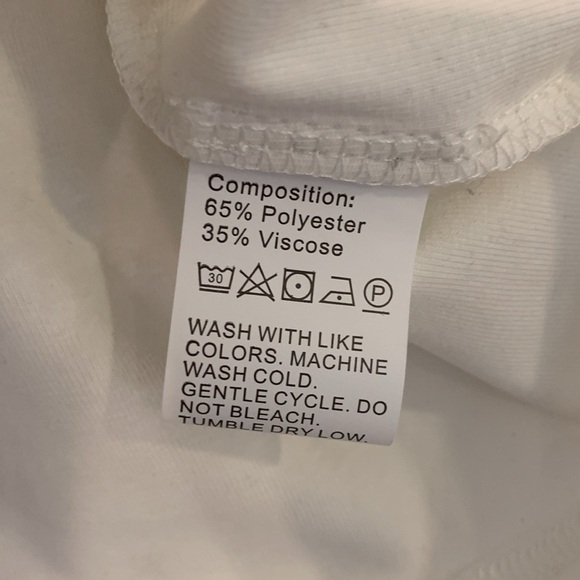 Composition:
65% Polyester
35% Viscose
30 P
WASH WITH LIKE
COLORS. MACHINE
WASH COLD.
GENTLE CYCLE. DO
NOT BLEACH.
TUMBLE DRY LOW.